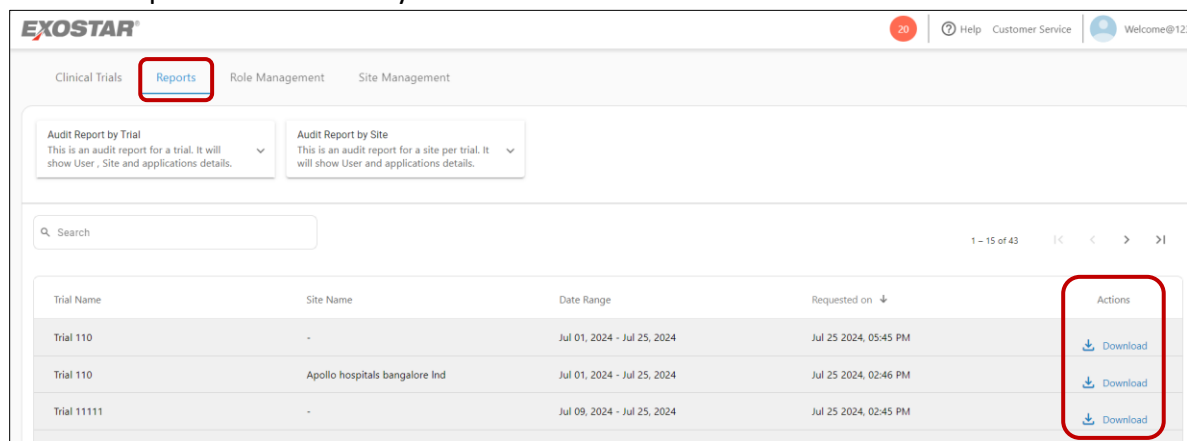 EXOSTAR®
20
Help Customer Service
Welcome@12
Clinical Trials Reports Role Management Site Management
Audit Report by Trial
This is an audit report for a trial. It will
show User , Site and applications details.
Audit Report by Site
This is an audit report for a site per trial. It
will show User and applications details.
Search
1 – 15 of 43
Trial Name Site Name Date Range Requested on Actions
Trial 110 - Jul 01, 2024 - Jul 25, 2024 Jul 25 2024, 05:45 PM Download
Trial 110 Apollo hospitals bangalore Ind Jul 01, 2024 - Jul 25, 2024 Jul 25 2024, 02:46 PM Download
Trial 11111 - Jul 09, 2024 - Jul 25, 2024 Jul 25 2024, 02:45 PM Download